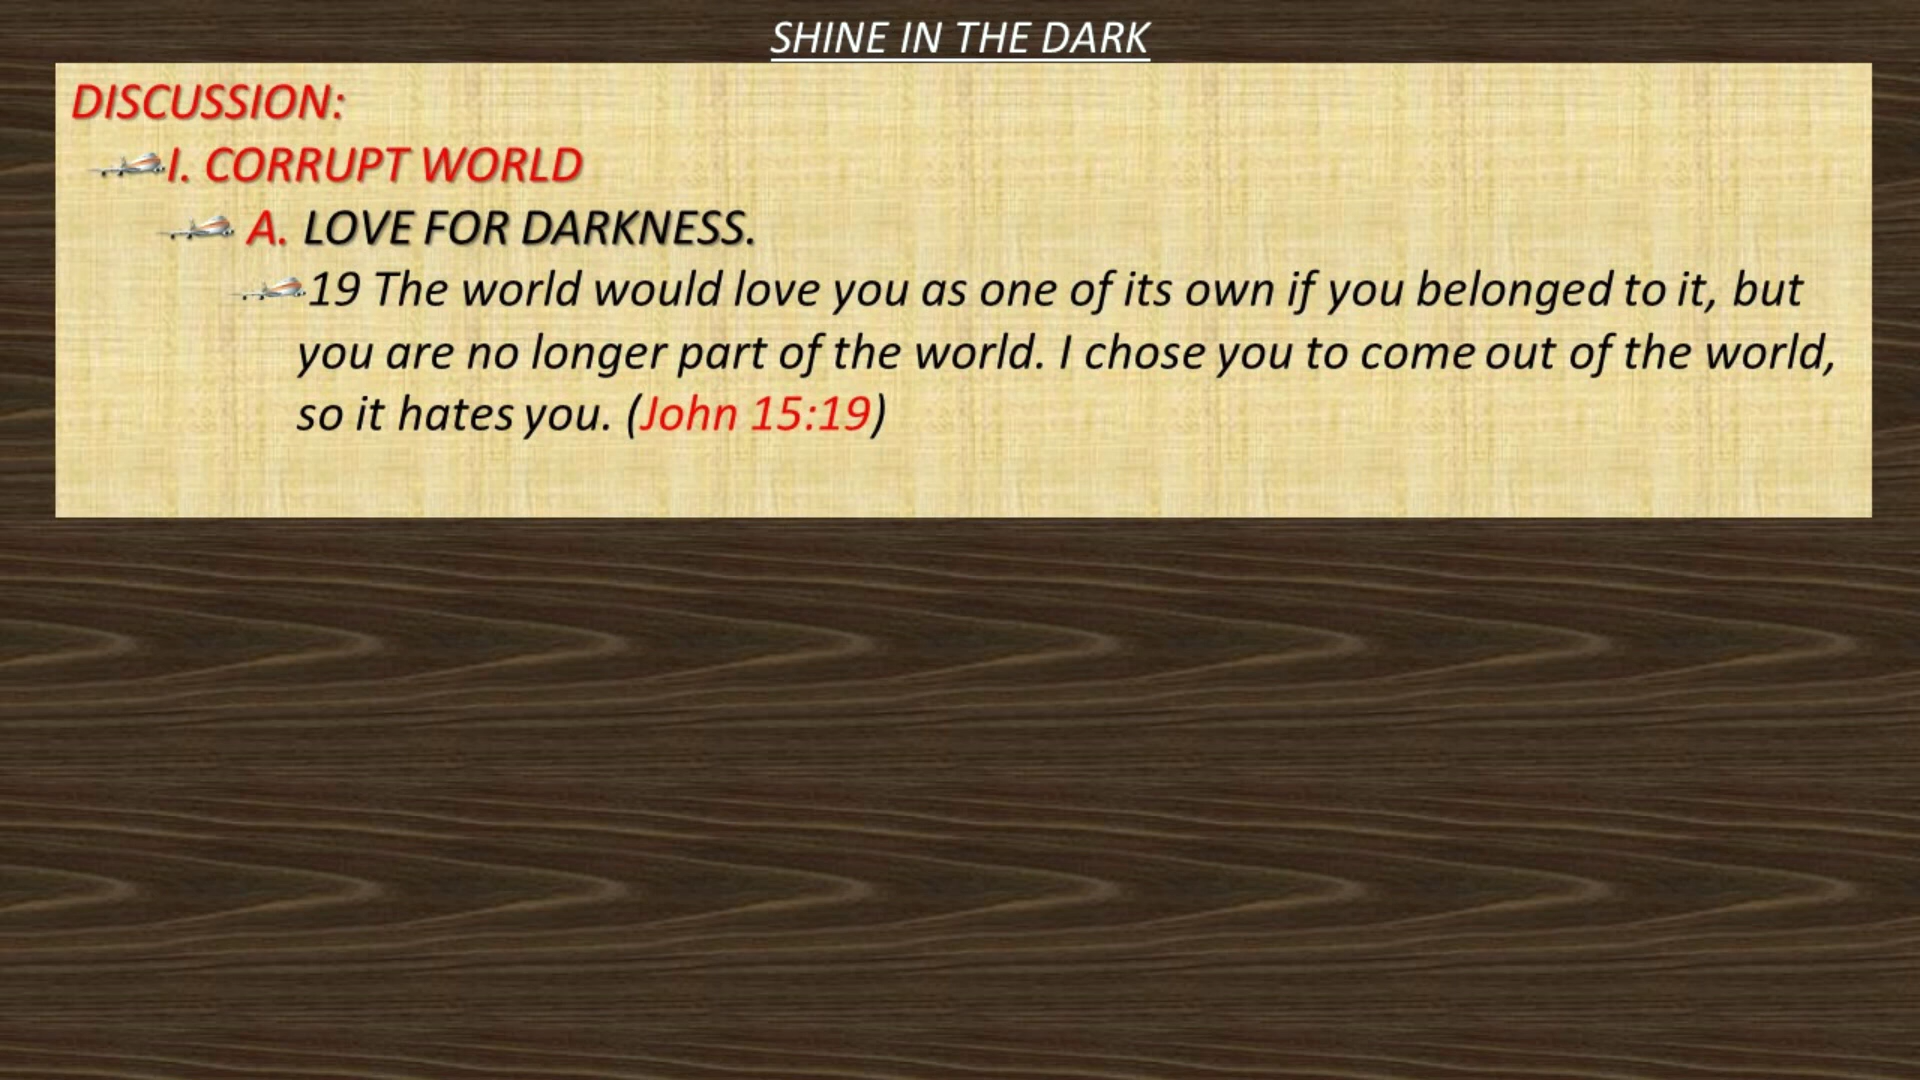 SHINE IN THE DARK
DISCUSSION:
I. CORRUPT WORLD
A. LOVE FOR DARKNESS.
19 The world would love you as one of its own if you belonged to it, but
you are no longer part of the world. I chose you to come out of the world,
so it hates you. (John 15:19)